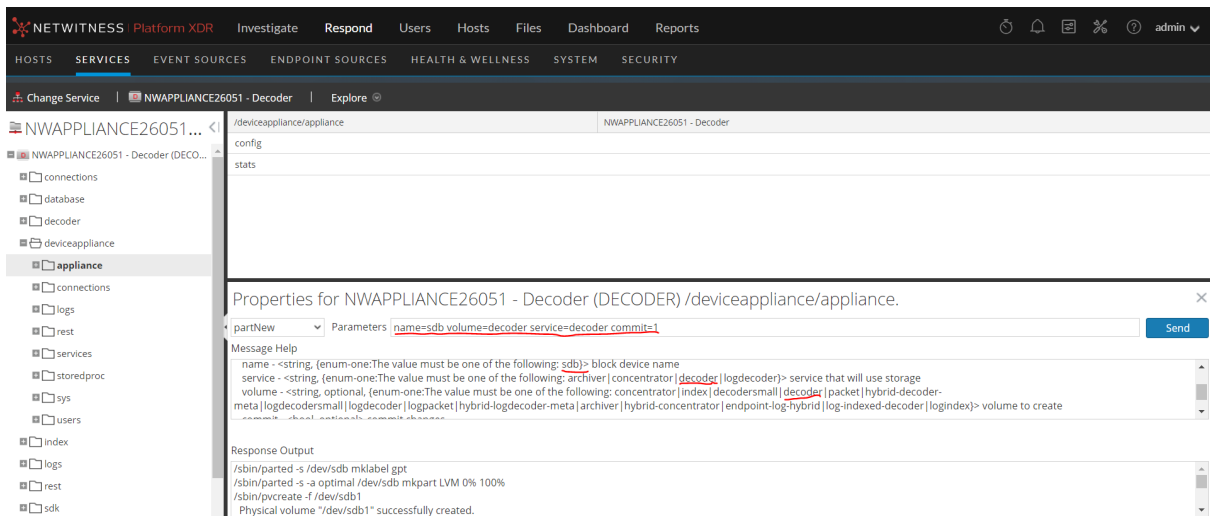 NETWITNESS Platform XDR Investigate Respond Users Hosts Files Dashboard Reports admin
HOSTS SERVICES EVENT SOURCES ENDPOINT SOURCES HEALTH & WELLNESS SYSTEM SECURITY
Change Service | NWAPPLIANCE26051 - Decoder | Explore
NWAPPLIANCE26051...
NWAPPLIANCE26051 - Decoder (DECO...
connections
database
decoder
deviceappliance
appliance
connections
logs
rest
services
storedproc
sys
users
index
logs
rest
sdk
/deviceappliance/appliance NWAPPLIANCE26051 - Decoder
config
stats
Properties for NWAPPLIANCE26051 - Decoder (DECODER) /deviceappliance/appliance.
partNew Parameters name=sdb volume=decoder service=decoder commit=1 Send
Message Help
name - <string, {enum-one:The value must be one of the following: sdb}> block device name
service - <string, {enum-one:The value must be one of the following: archiver|concentrator|decoder|logdecoder}> service that will use storage
volume - <string, optional, {enum-one:The value must be one of the following: concentrator|index|decodersmall|decoder|packet|hybrid-decoder-
meta|logdecodersmall|logdecoder|logpacket|hybrid-logdecoder-meta|archiver|hybrid-concentrator|endpoint-log-hybrid|log-indexed-decoder|logindex}> volume to create
commit - <bool, optional> commit changes
Response Output
/sbin/parted -s /dev/sdb mklabel gpt
/sbin/parted -s -a optimal /dev/sdb mkpart LVM 0% 100%
/sbin/pvcreate -f /dev/sdb1
Physical volume "/dev/sdb1" successfully created.